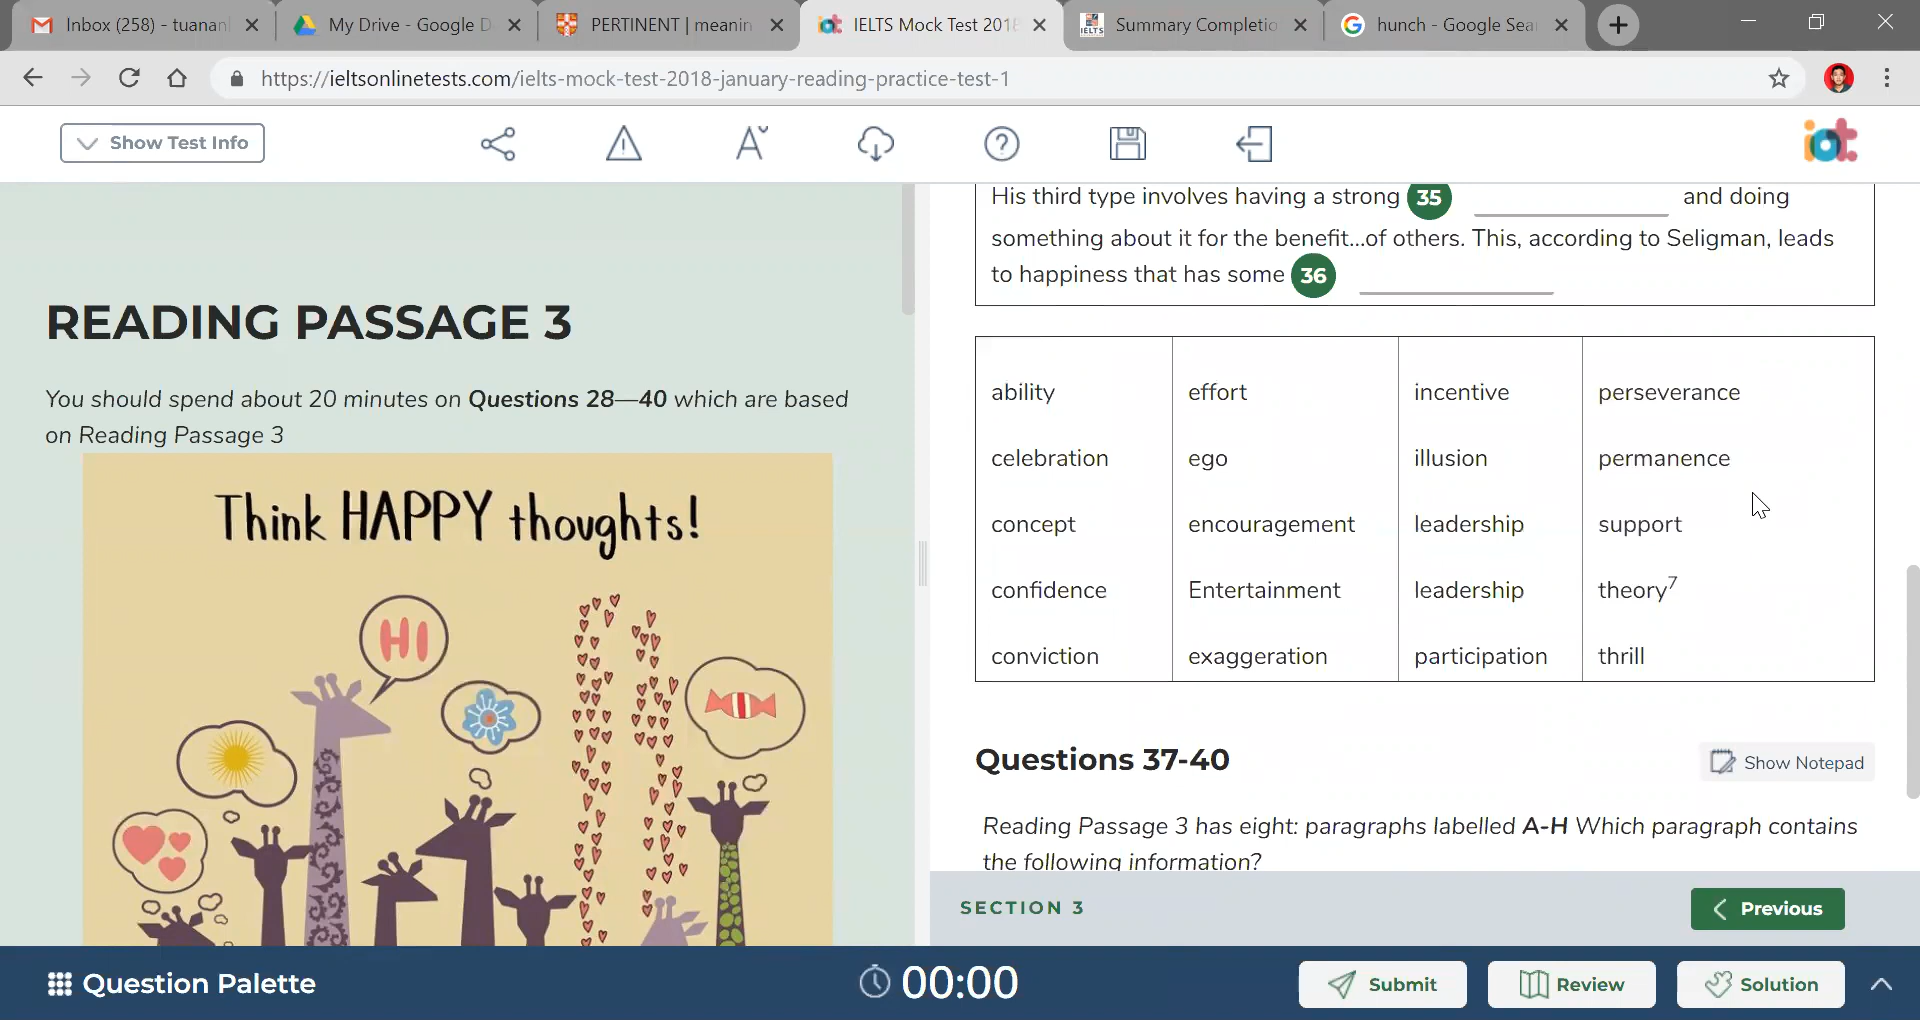 Inbox (258) - tuanan
My Drive - Google D
PERTINENT | meanin
IELTS Mock Test 2018
Summary Completio
hunch - Google Sea
https://ieltsonlinetests.com/ielts-mock-test-2018-january-reading-practice-test-1
Show Test Info
iot
READING PASSAGE 3
You should spend about 20 minutes on Questions 28—40 which are based
on Reading Passage 3
Think HAPPY thoughts!
HI
His third type involves having a strong 35 and doing
something about it for the benefit...of others. This, according to Seligman, leads
to happiness that has some 36
ability effort incentive perseverance
celebration ego illusion permanence
concept encouragement leadership support
confidence Entertainment leadership theory7
conviction exaggeration participation thrill
Questions 37-40
Show Notepad
Reading Passage 3 has eight: paragraphs labelled A-H Which paragraph contains
the following information?
SECTION 3
Previous
Question Palette
00:00
Submit
Review
Solution